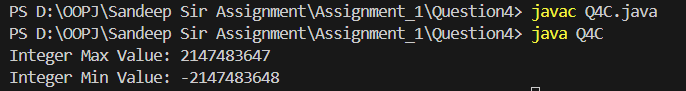 PS D:\OOPJ\Sandeep Sir Assignment\Assignment_1\Question4> javac Q4C.java
PS D:\OOPJ\Sandeep Sir Assignment\Assignment_1\Question4> java Q4C
Integer Max Value: 2147483647
Integer Min Value: -2147483648